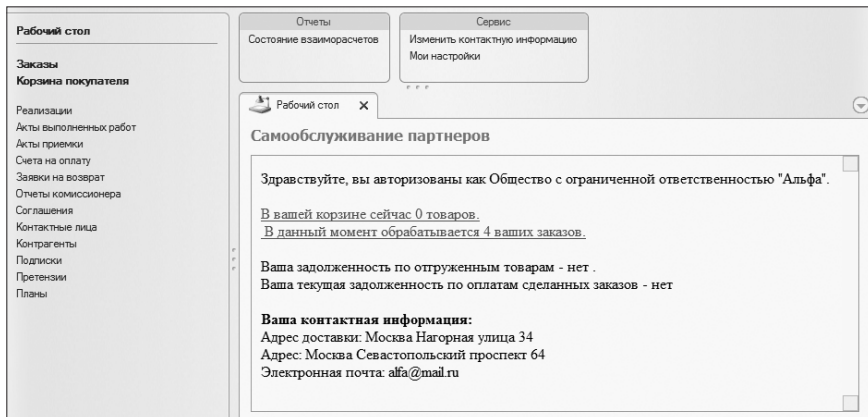 Рабочий стол
Заказы
Корзина покупателя
Реализации
Акты выполненных работ
Акты приемки
Счета на оплату
Заявки на возврат
Отчеты комиссионера
Соглашения
Контактные лица
Контрагенты
Подписки
Претензии
Планы
Отчеты
Состояние взаиморасчетов
Сервис
Изменить контактную информацию
Мои настройки
Рабочий стол
Самообслуживание партнеров
Здравствуйте, вы авторизованы как Общество с ограниченной ответственностью "Альфа".
В вашей корзине сейчас 0 товаров.
В данный момент обрабатывается 4 ваших заказов.
Ваша задолженность по отгруженным товарам - нет .
Ваша текущая задолженность по оплатам сделанных заказов - нет
Ваша контактная информация:
Адрес доставки: Москва Нагорная улица 34
Адрес: Москва Севастопольский проспект 64
Электронная почта: alfa@mail.ru